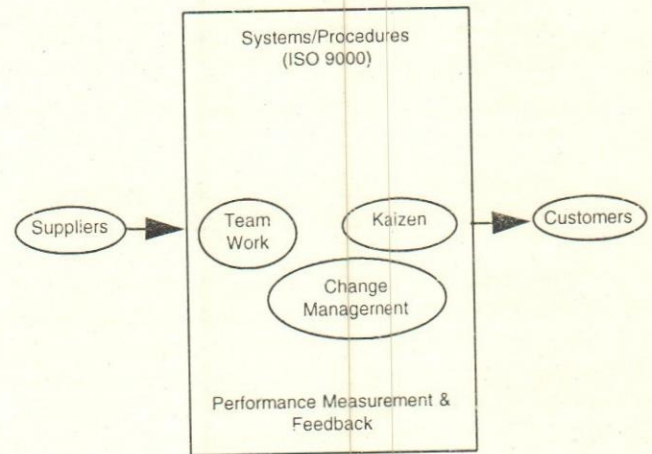 Systems/Procedures
(ISO 9000)
Suppliers
Team
Work
Kaizen
Customers
Change
Management
Performance Measurement &
Feedback